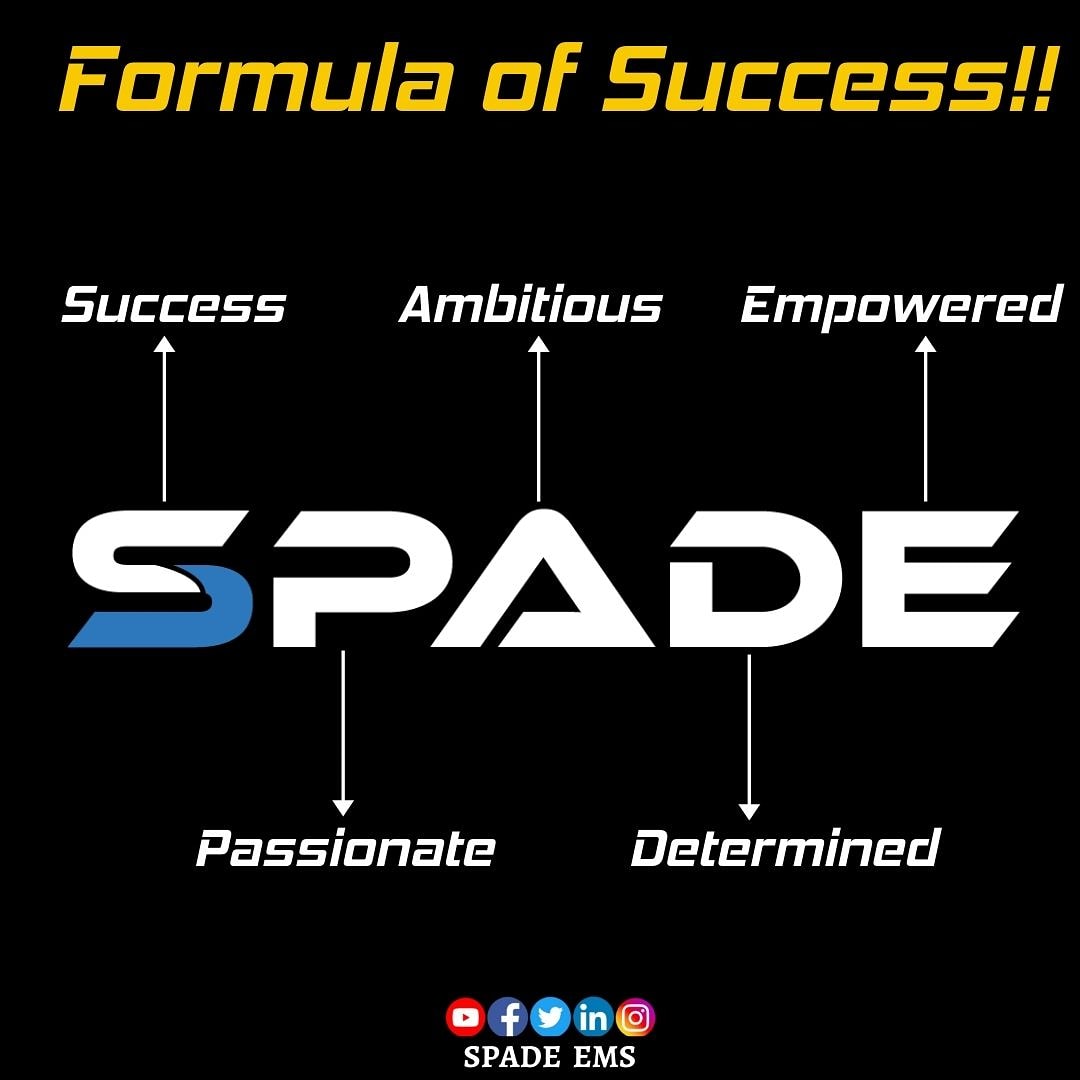 Formula of Success!!
Success Ambitious Empowered
SPADE
Passionate Determined
SPADE EMS